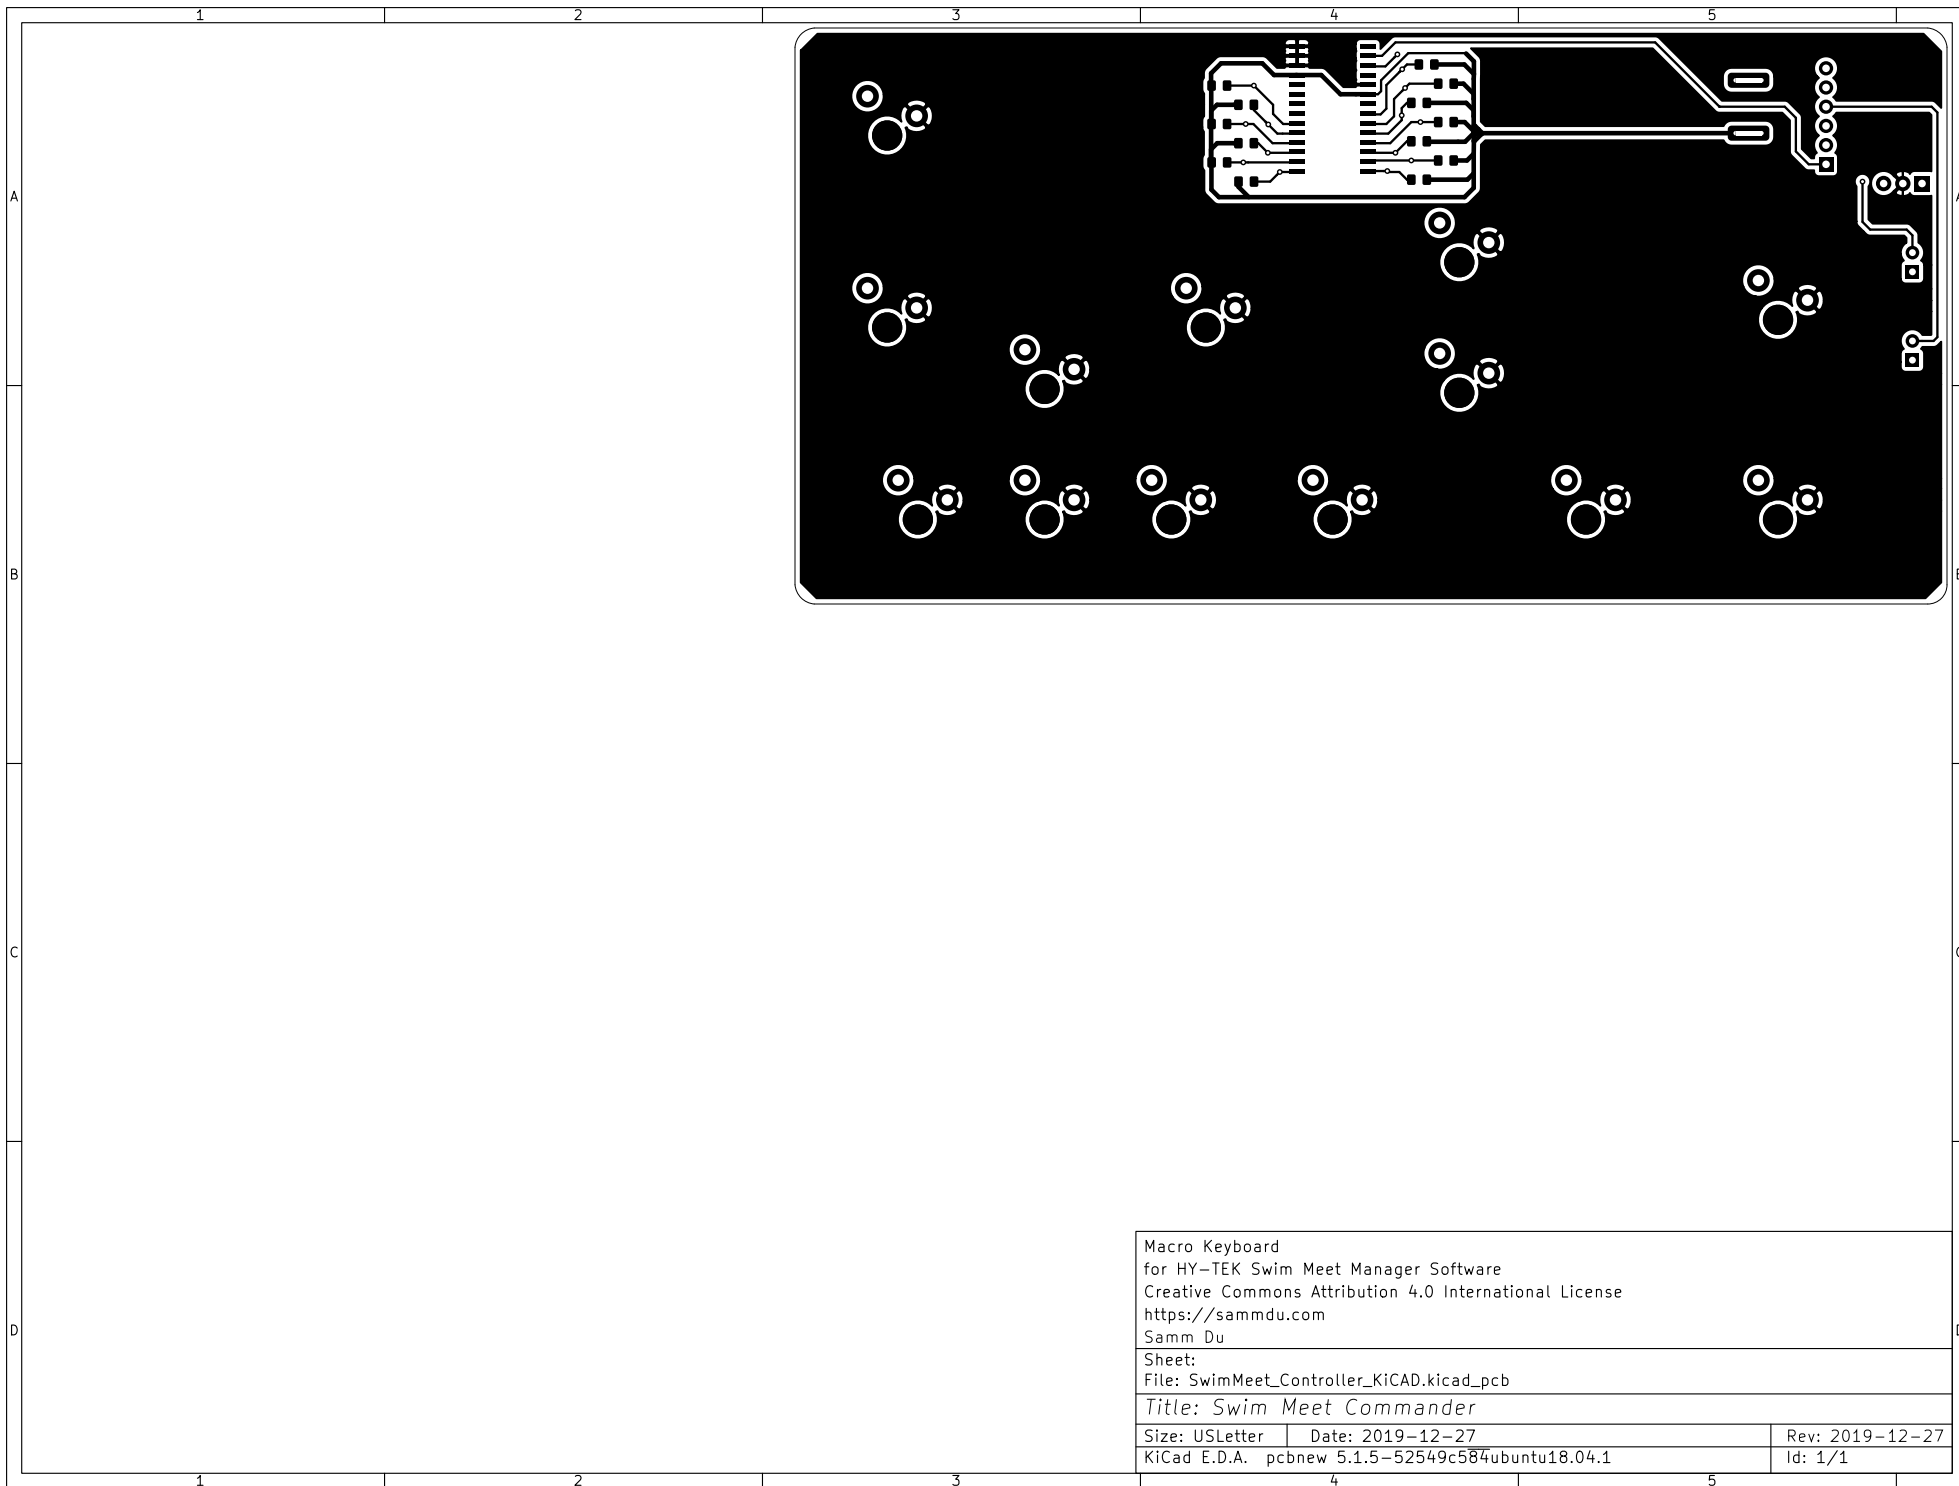 1 2 3 4 5
A A
B B
C C
D D
Macro Keyboard
for HY-TEK Swim Meet Manager Software
Creative Commons Attribution 4.0 International License
https://sammdu.com
Samm Du
Sheet:
File: SwimMeet_Controller_KiCAD.kicad_pcb
Title: Swim Meet Commander
Size: USLetter Date: 2019-12-27 Rev: 2019-12-27
KiCad E.D.A. pcbnew 5.1.5-52549c584ubuntu18.04.1 Id: 1/1
1 2 3 4 5